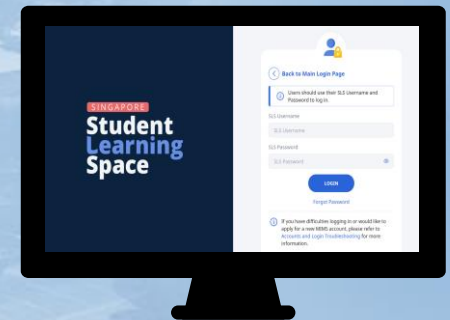 SINGAPORE
Student
Learning
Space
Back to Main Login Page
Users should use their SLS Username and
Password to log in.
SLS Username
SLS Username
SLS Password
SLS Password
LOGIN
Forgot Password
If you have difficulties logging in or would like to
apply for a new MIMS account, please refer to
Accounts and Login Troubleshooting for more
information.